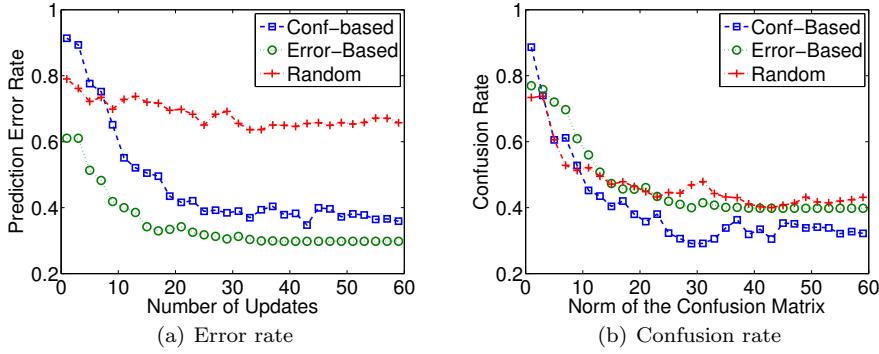 1
0.8
0.6
0.4
0.2
Prediction Error Rate
0 10 20 30 40 50 60
Number of Updates
Conf-based
Error-Based
Random
(a) Error rate
1
0.8
0.6
0.4
0.2
Confusion Rate
0 10 20 30 40 50 60
Norm of the Confusion Matrix
Conf-Based
Error-Based
Random
(b) Confusion rate